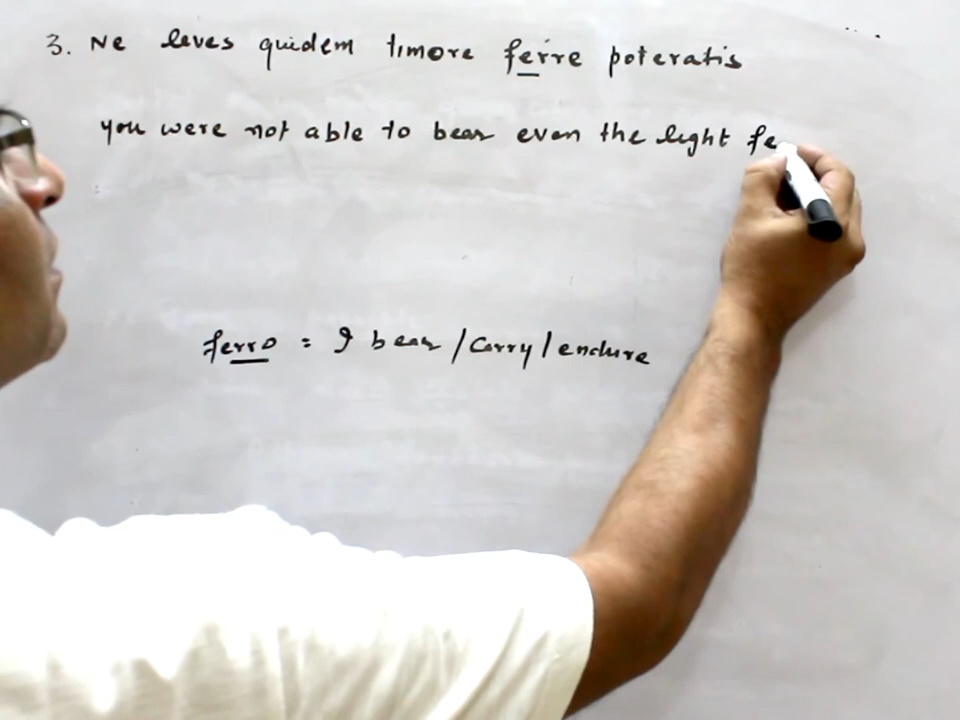 3. Ne leves quidem timore ferre poteratis
you were not able to bear even the light fe
ferro = I bear / Carry / endure